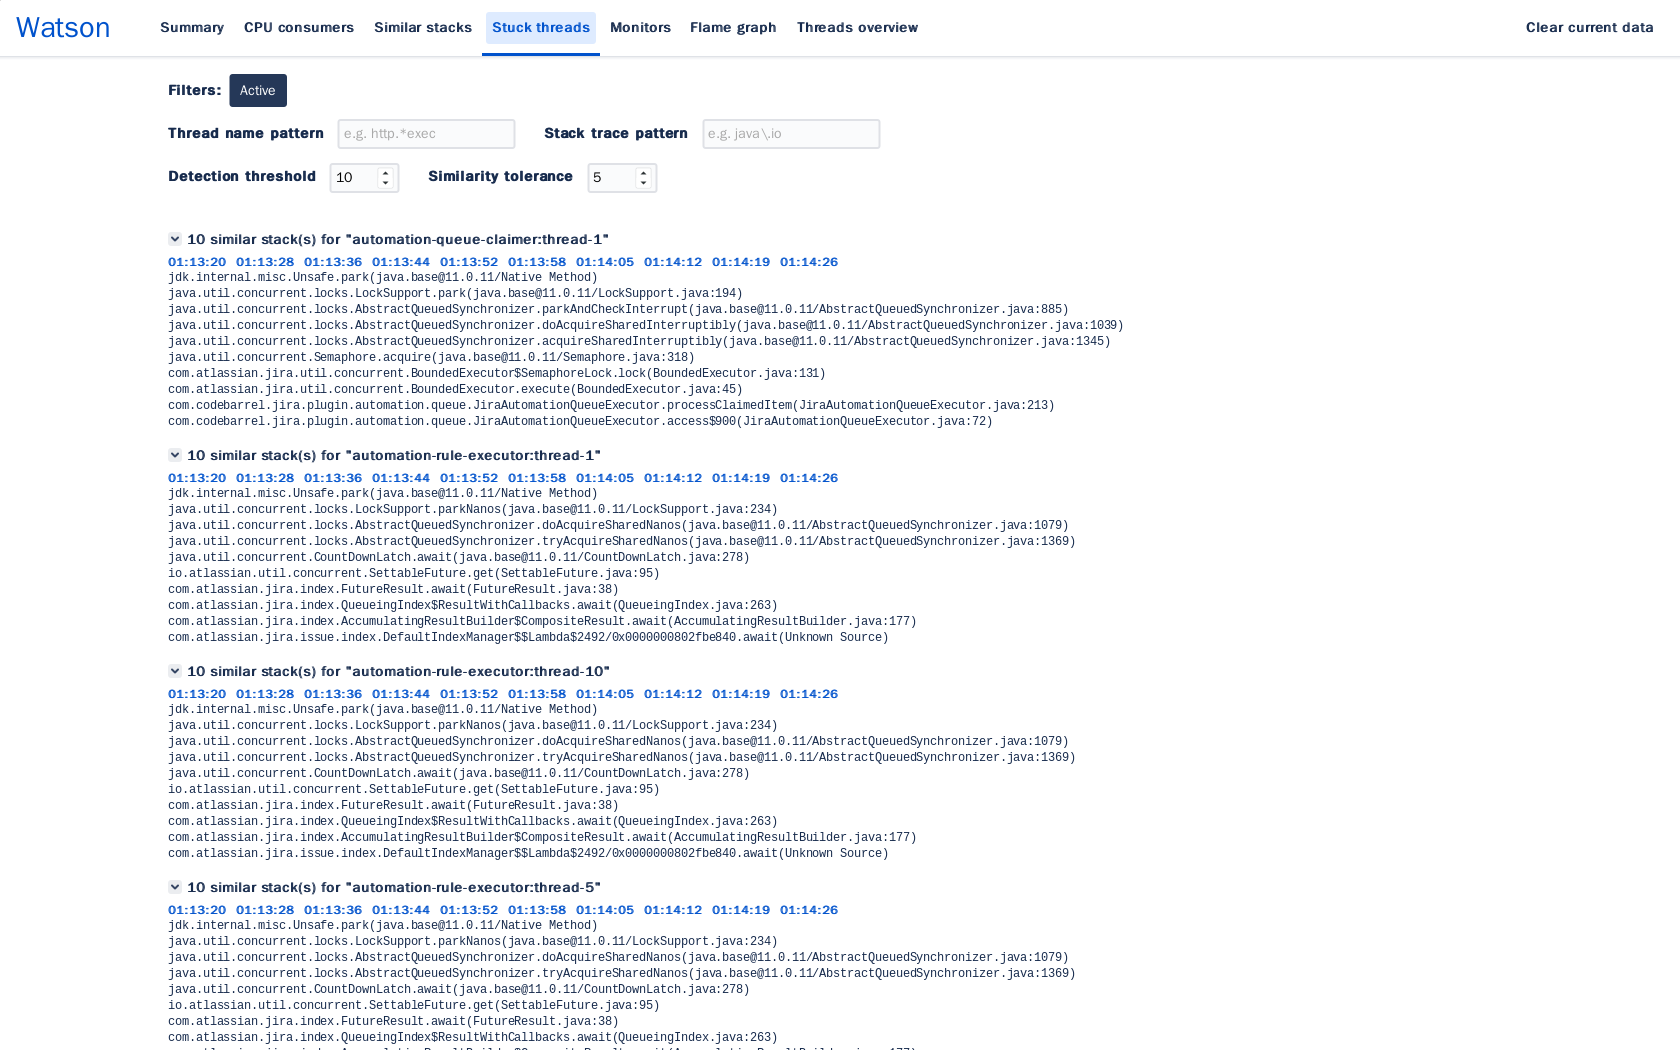 Watson Summary CPU consumers Similar stacks Stuck threads Monitors Flame graph Threads overview Clear current data
Filters: Active
Thread name pattern e.g. http.*exec Stack trace pattern e.g. java\.io
Detection threshold 10 Similarity tolerance 5
10 similar stack(s) for "automation-queue-claimer:thread-1"
01:13:20 01:13:28 01:13:36 01:13:44 01:13:52 01:13:58 01:14:05 01:14:12 01:14:19 01:14:26
jdk.internal.misc.Unsafe.park(java.base@11.0.11/Native Method)
java.util.concurrent.locks.LockSupport.park(java.base@11.0.11/LockSupport.java:194)
java.util.concurrent.locks.AbstractQueuedSynchronizer.parkAndCheckInterrupt(java.base@11.0.11/AbstractQueuedSynchronizer.java:885)
java.util.concurrent.locks.AbstractQueuedSynchronizer.doAcquireSharedInterruptibly(java.base@11.0.11/AbstractQueuedSynchronizer.java:1039)
java.util.concurrent.locks.AbstractQueuedSynchronizer.acquireSharedInterruptibly(java.base@11.0.11/AbstractQueuedSynchronizer.java:1345)
java.util.concurrent.Semaphore.acquire(java.base@11.0.11/Semaphore.java:318)
com.atlassian.jira.util.concurrent.BoundedExecutor$SemaphoreLock.lock(BoundedExecutor.java:131)
com.atlassian.jira.util.concurrent.BoundedExecutor.execute(BoundedExecutor.java:45)
com.codebarrel.jira.plugin.automation.queue.JiraAutomationQueueExecutor.processClaimedItem(JiraAutomationQueueExecutor.java:213)
com.codebarrel.jira.plugin.automation.queue.JiraAutomationQueueExecutor.access$900(JiraAutomationQueueExecutor.java:72)
10 similar stack(s) for "automation-rule-executor:thread-1"
01:13:20 01:13:28 01:13:36 01:13:44 01:13:52 01:13:58 01:14:05 01:14:12 01:14:19 01:14:26
jdk.internal.misc.Unsafe.park(java.base@11.0.11/Native Method)
java.util.concurrent.locks.LockSupport.parkNanos(java.base@11.0.11/LockSupport.java:234)
java.util.concurrent.locks.AbstractQueuedSynchronizer.doAcquireSharedNanos(java.base@11.0.11/AbstractQueuedSynchronizer.java:1079)
java.util.concurrent.locks.AbstractQueuedSynchronizer.tryAcquireSharedNanos(java.base@11.0.11/AbstractQueuedSynchronizer.java:1369)
java.util.concurrent.CountDownLatch.await(java.base@11.0.11/CountDownLatch.java:278)
io.atlassian.util.concurrent.SettableFuture.get(SettableFuture.java:95)
com.atlassian.jira.index.FutureResult.await(FutureResult.java:38)
com.atlassian.jira.index.QueueingIndex$ResultWithCallbacks.await(QueueingIndex.java:263)
com.atlassian.jira.index.AccumulatingResultBuilder$CompositeResult.await(AccumulatingResultBuilder.java:177)
com.atlassian.jira.issue.index.DefaultIndexManager$$Lambda$2492/0x0000000802fbe840.await(Unknown Source)
10 similar stack(s) for "automation-rule-executor:thread-10"
01:13:20 01:13:28 01:13:36 01:13:44 01:13:52 01:13:58 01:14:05 01:14:12 01:14:19 01:14:26
jdk.internal.misc.Unsafe.park(java.base@11.0.11/Native Method)
java.util.concurrent.locks.LockSupport.parkNanos(java.base@11.0.11/LockSupport.java:234)
java.util.concurrent.locks.AbstractQueuedSynchronizer.doAcquireSharedNanos(java.base@11.0.11/AbstractQueuedSynchronizer.java:1079)
java.util.concurrent.locks.AbstractQueuedSynchronizer.tryAcquireSharedNanos(java.base@11.0.11/AbstractQueuedSynchronizer.java:1369)
java.util.concurrent.CountDownLatch.await(java.base@11.0.11/CountDownLatch.java:278)
io.atlassian.util.concurrent.SettableFuture.get(SettableFuture.java:95)
com.atlassian.jira.index.FutureResult.await(FutureResult.java:38)
com.atlassian.jira.index.QueueingIndex$ResultWithCallbacks.await(QueueingIndex.java:263)
com.atlassian.jira.index.AccumulatingResultBuilder$CompositeResult.await(AccumulatingResultBuilder.java:177)
com.atlassian.jira.issue.index.DefaultIndexManager$$Lambda$2492/0x0000000802fbe840.await(Unknown Source)
10 similar stack(s) for "automation-rule-executor:thread-5"
01:13:20 01:13:28 01:13:36 01:13:44 01:13:52 01:13:58 01:14:05 01:14:12 01:14:19 01:14:26
jdk.internal.misc.Unsafe.park(java.base@11.0.11/Native Method)
java.util.concurrent.locks.LockSupport.parkNanos(java.base@11.0.11/LockSupport.java:234)
java.util.concurrent.locks.AbstractQueuedSynchronizer.doAcquireSharedNanos(java.base@11.0.11/AbstractQueuedSynchronizer.java:1079)
java.util.concurrent.locks.AbstractQueuedSynchronizer.tryAcquireSharedNanos(java.base@11.0.11/AbstractQueuedSynchronizer.java:1369)
java.util.concurrent.CountDownLatch.await(java.base@11.0.11/CountDownLatch.java:278)
io.atlassian.util.concurrent.SettableFuture.get(SettableFuture.java:95)
com.atlassian.jira.index.FutureResult.await(FutureResult.java:38)
com.atlassian.jira.index.QueueingIndex$ResultWithCallbacks.await(QueueingIndex.java:263)